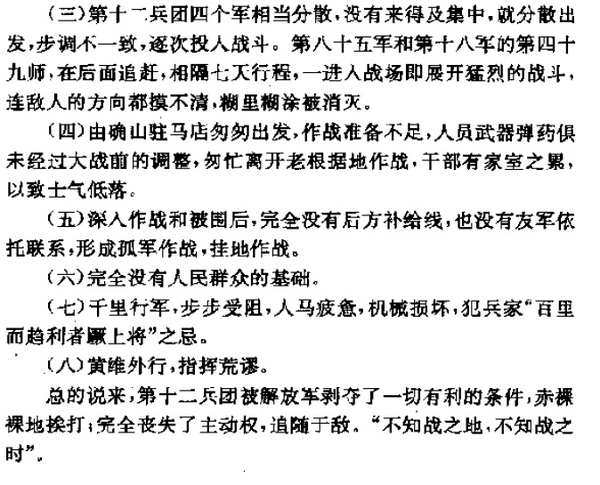 (三)第十二兵团四个军相当分散,没有来得及集中,就分散出
发,步调不一致,逐次投入战斗。第八十五军和第十八军的第四十
九师,在后面追赶,相隔七天行程,一进入战场即展开猛烈的战斗,
连敌人的方向都摸不清,糊里糊涂被消灭。
(四)由确山驻马店匆匆出发,作战准备不足,人员武器弹药俱
未经过大战前的调整,匆忙离开老根据地作战,干部有家室之累,
以致士气低落。
(五)深入作战和被围后,完全没有后方补给线,也没有友军依
托联系,形成孤军作战,挂地作战。
(六)完全没有人民群众的基础。
(七)千里行军,步步受阻,人马疲惫,机械损坏,犯兵家“百里
而趋利者蹶上将”之忌。
(八)黄维外行,指挥荒谬。
总的说来,第十二兵团被解放军剥夺了一切有利的条件,赤裸
裸地挨打;完全丧失了主动权,追随于敌。“不知战之地,不知战之
时”。